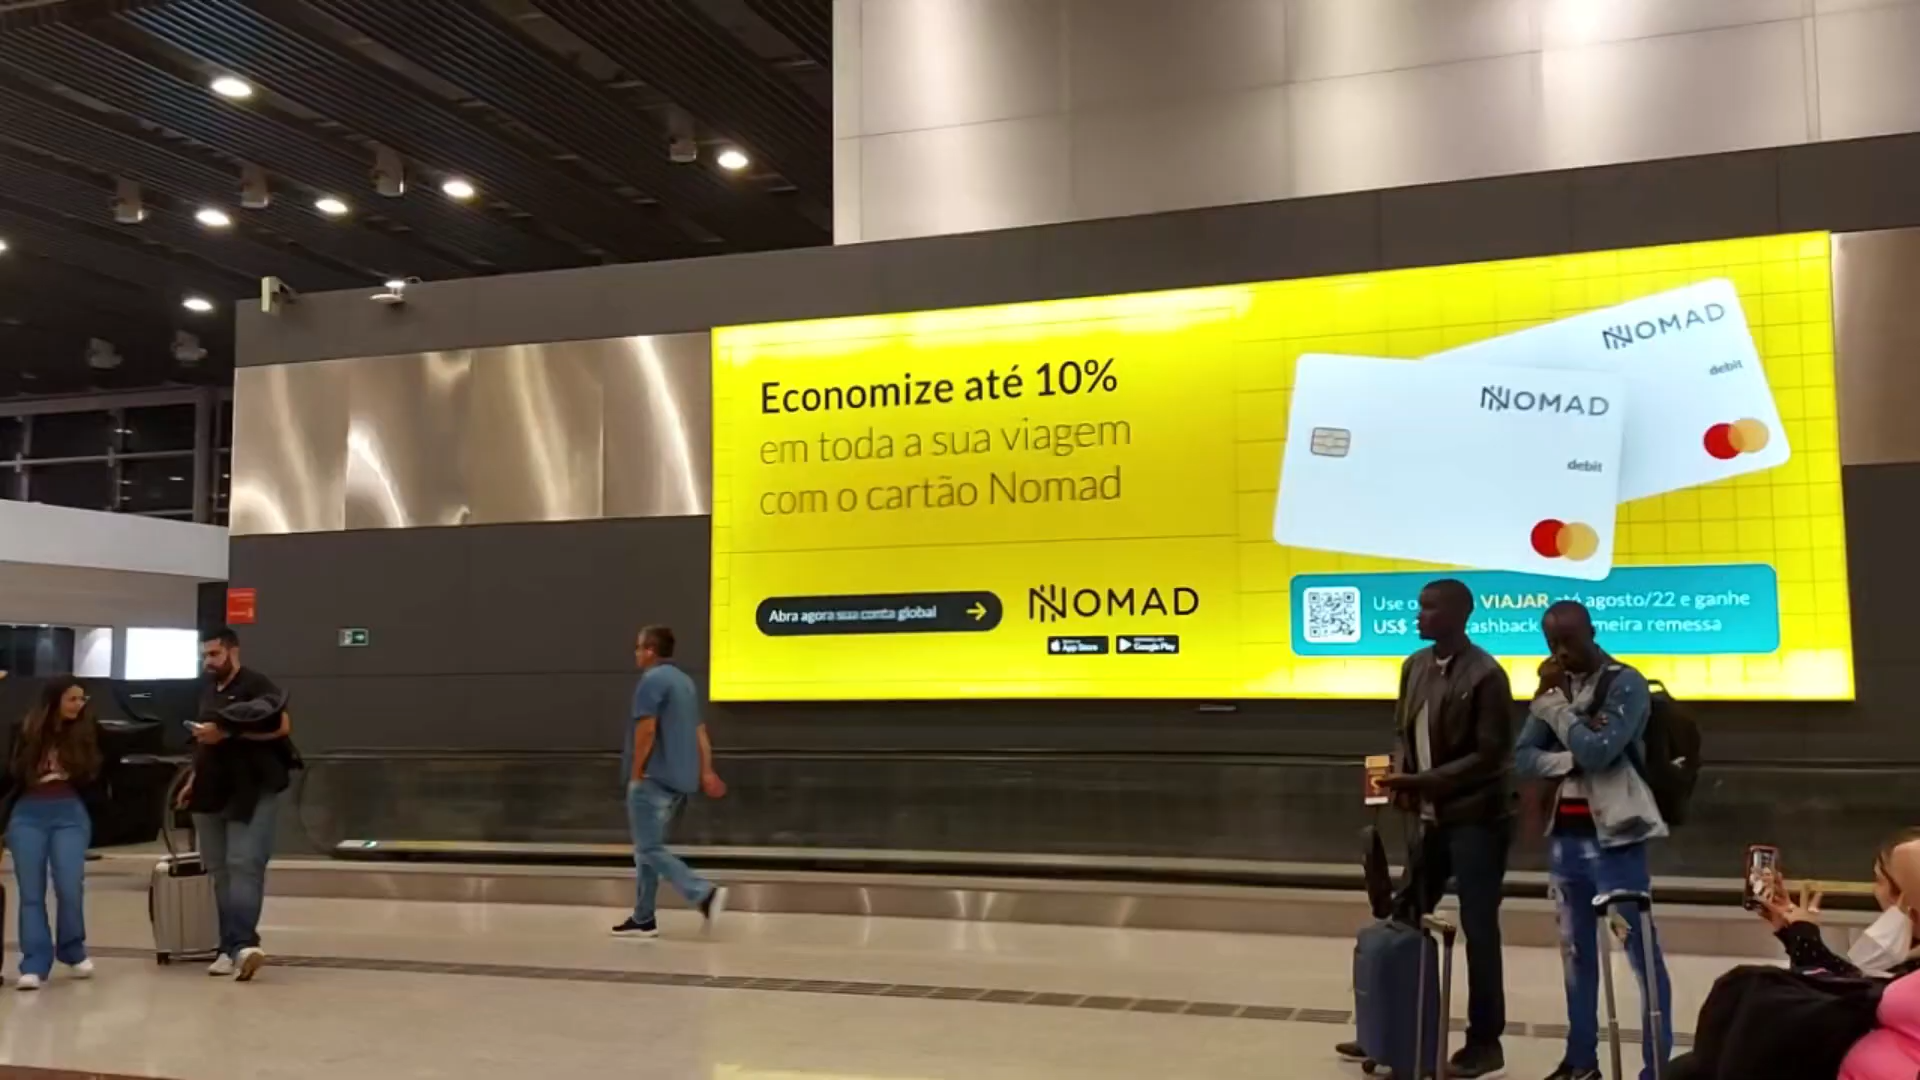 Economize até 10%
em toda a sua viagem
com o cartão Nomad
Abra agora sua conta global
NOMAD
App Store
Google Play
NOMAD
debit
NOMAD
debit
Use o VIAJAR até agosto/22 e ganhe
US$ cashback meira remessa